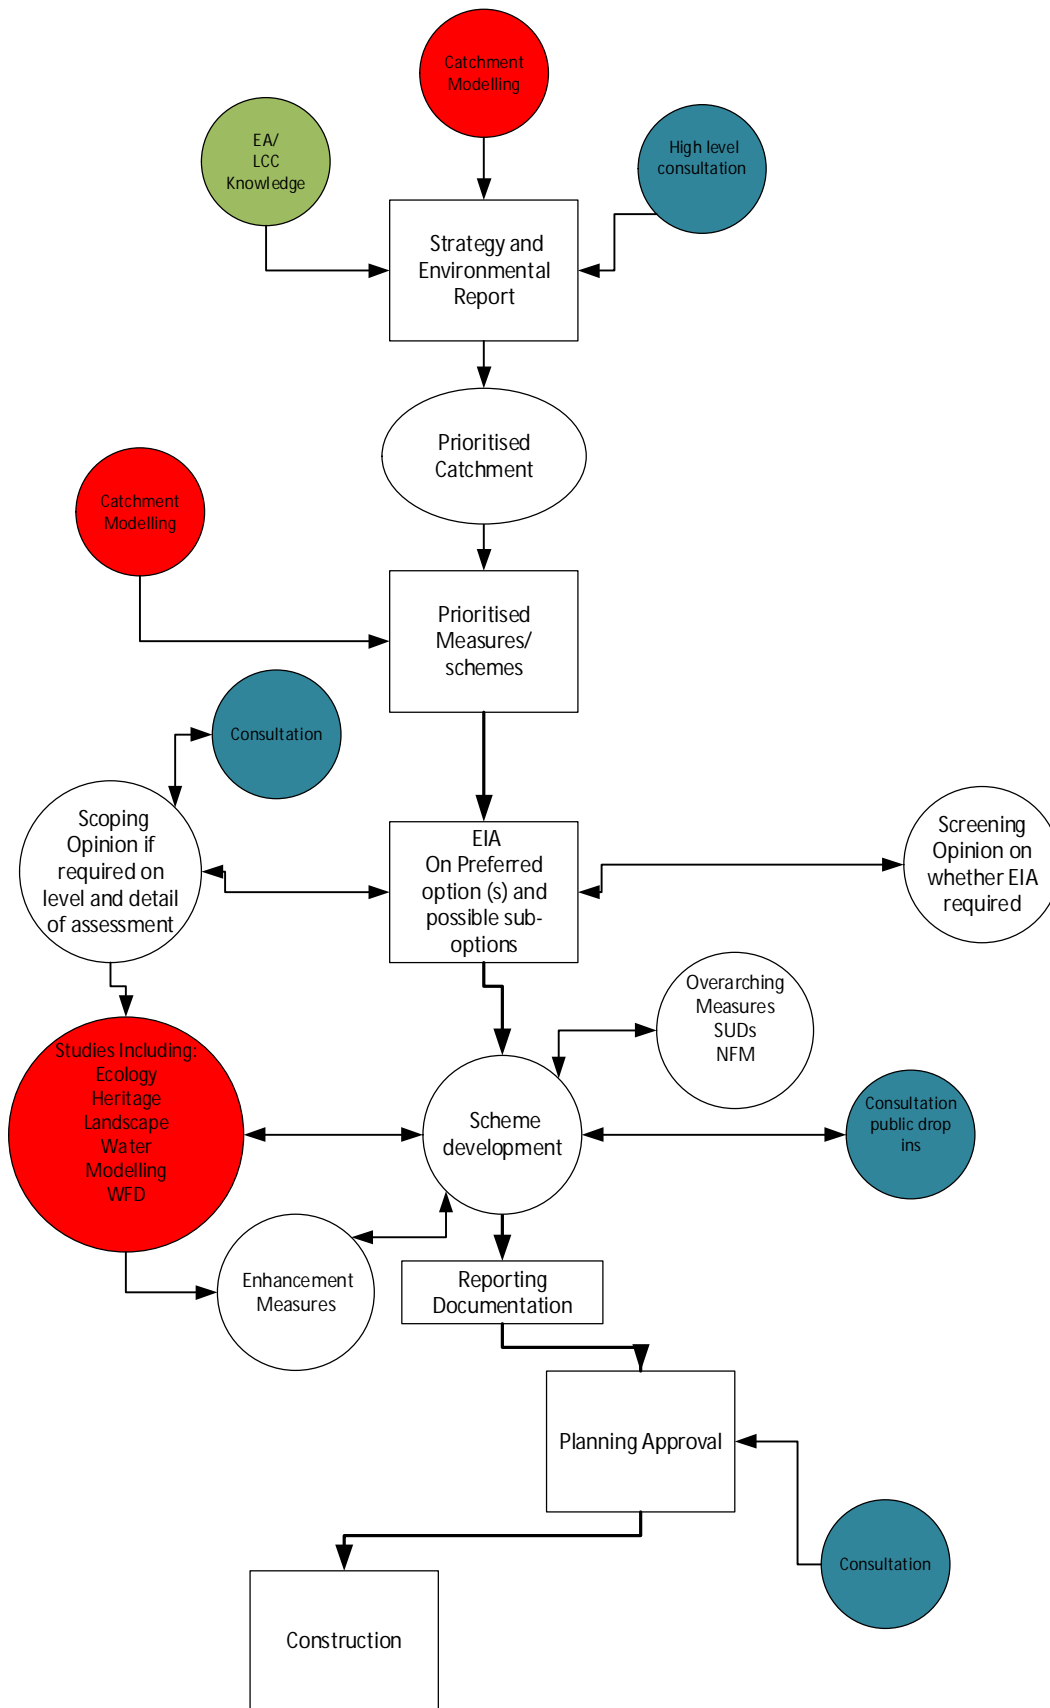 Catchment
Modelling
EA/
LCC
Knowledge
High level
consultation
Strategy and
Environmental
Report
Prioritised
Catchment
Catchment
Modelling
Prioritised
Measures/
schemes
Consultation
Scoping
Opinion if
required on
level and detail
of assessment
EIA
On Preferred
option (s) and
possible sub-
options
Screening
Opinion on
whether EIA
required
Overarching
Measures
SUDs
NFM
Studies Including:
Ecology
Heritage
Landscape
Water
Modelling
WFD
Scheme
development
Consultation
public drop
ins
Enhancement
Measures
Reporting
Documentation
Planning Approval
Consultation
Construction